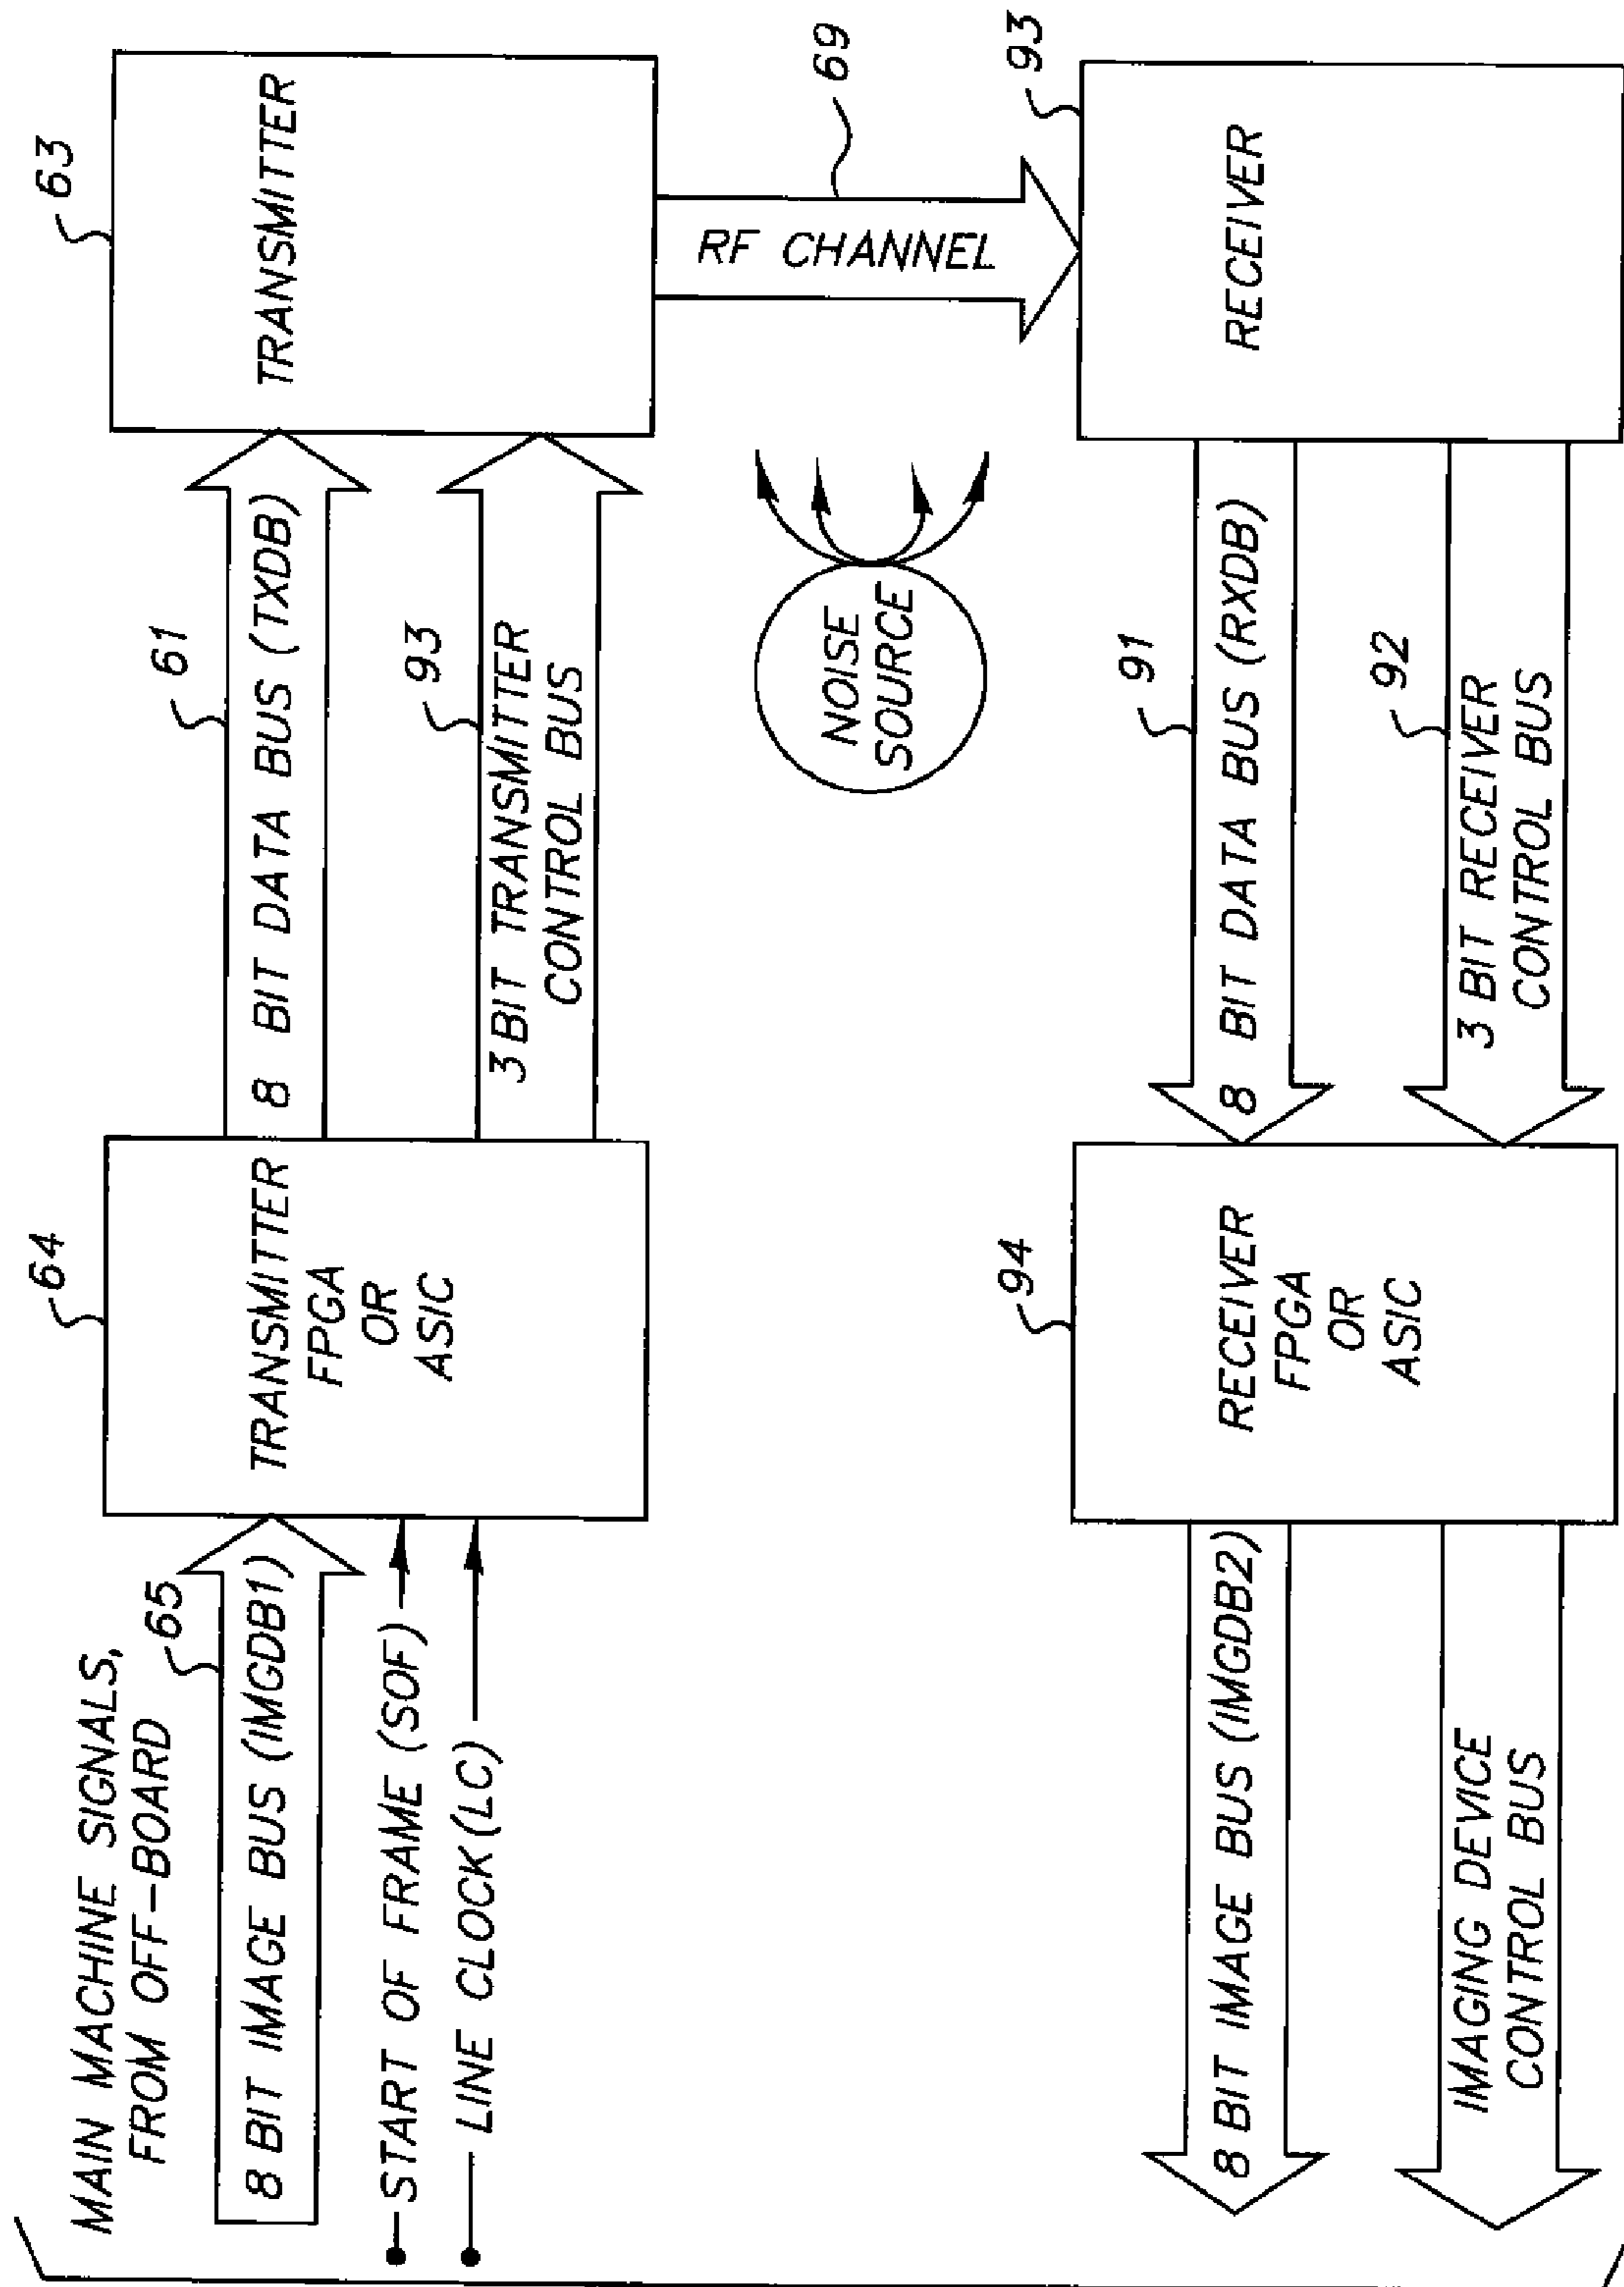 MAIN MACHINE SIGNALS,
FROM OFF-BOARD
65
8 BIT IMAGE BUS (IMGDB1)
START OF FRAME (SOF)
LINE CLOCK (LC)
64
TRANSMITTER
FPGA
OR
ASIC
61
8 BIT DATA BUS (TXDB)
93
3 BIT TRANSMITTER
CONTROL BUS
63
TRANSMITTER
RF CHANNEL
69
NOISE
SOURCE
93
RECEIVER
91
8 BIT DATA BUS (RXDB)
92
3 BIT RECEIVER
CONTROL BUS
94
RECEIVER
FPGA
OR
ASIC
8 BIT IMAGE BUS (IMGDB2)
IMAGING DEVICE
CONTROL BUS